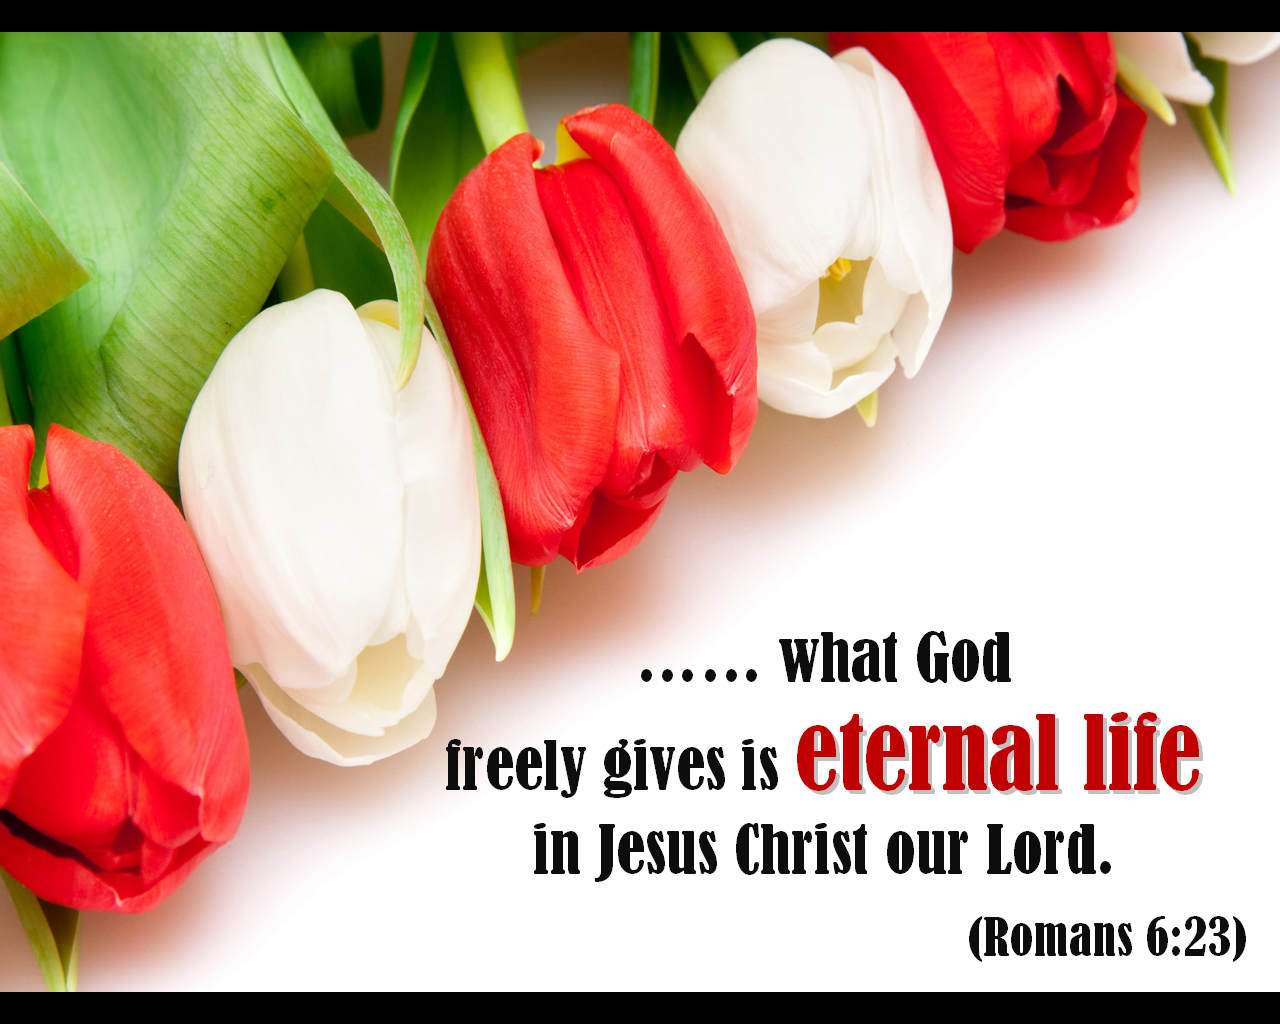 ...... what God
freely gives is eternal life
in Jesus Christ our Lord.
(Romans 6:23)